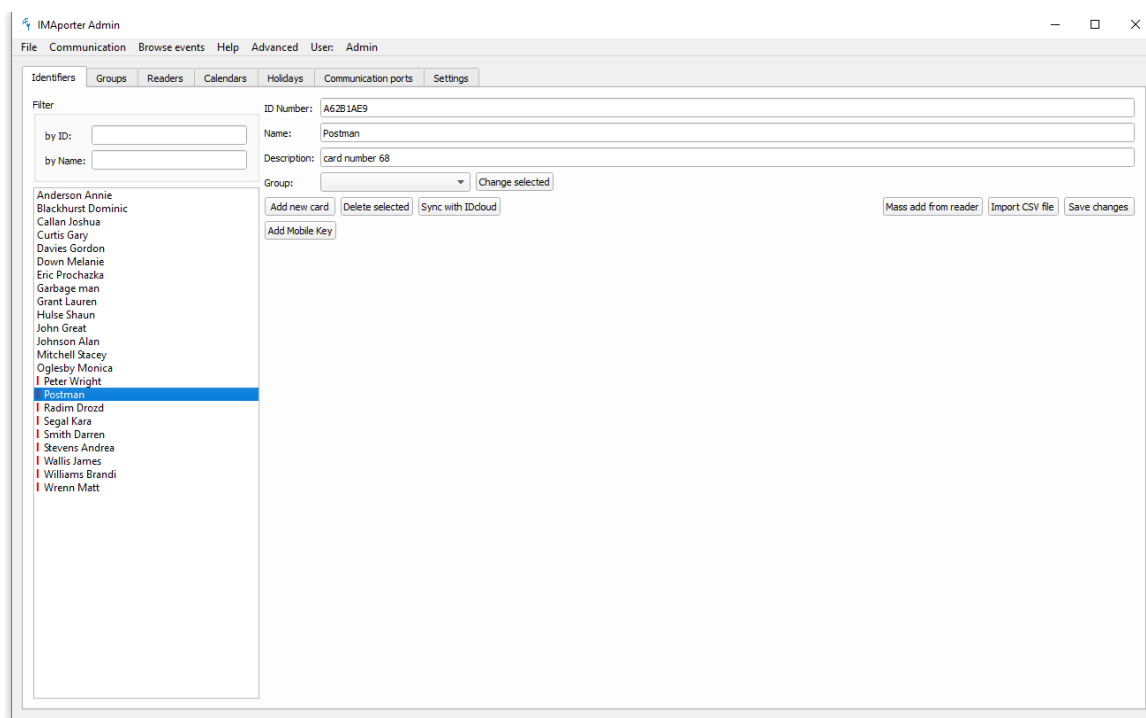 IMAporter Admin
File Communication Browse events Help Advanced User: Admin
Identifiers Groups Readers Calendars Holidays Communication ports Settings
Filter
by ID:
by Name:
ID Number: A62B1AE9
Name: Postman
Description: card number 68
Group: Change selected
Add new card Delete selected Sync with IDcloud Mass add from reader Import CSV file Save changes
Add Mobile Key
Anderson Annie
Blackhurst Dominic
Callan Joshua
Curtis Gary
Davies Gordon
Down Melanie
Eric Prochazka
Garbage man
Grant Lauren
Hulse Shaun
John Great
Johnson Alan
Mitchell Stacey
Oglesby Monica
Peter Wright
Postman
Radim Drozd
Segal Kara
Smith Darren
Stevens Andrea
Wallis James
Williams Brandi
Wrenn Matt